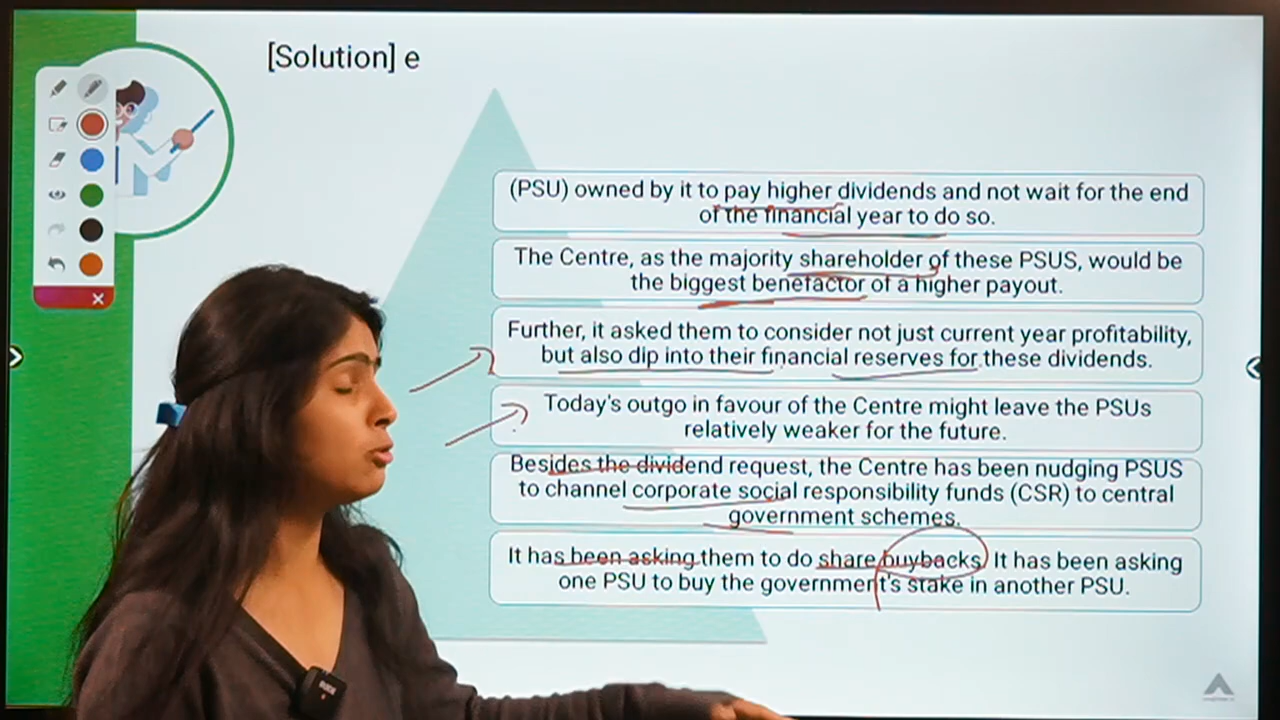 [Solution] e
(PSU) owned by it to pay higher dividends and not wait for the end
of the financial year to do so.
The Centre, as the majority shareholder of these PSUS, would be
the biggest benefactor of a higher payout.
Further, it asked them to consider not just current year profitability,
but also dip into their financial reserves for these dividends.
Today's outgo in favour of the Centre might leave the PSUs
relatively weaker for the future.
Besides the dividend request, the Centre has been nudging PSUS
to channel corporate social responsibility funds (CSR) to central
government schemes.
It has been asking them to do share buybacks. It has been asking
one PSU to buy the government's stake in another PSU.